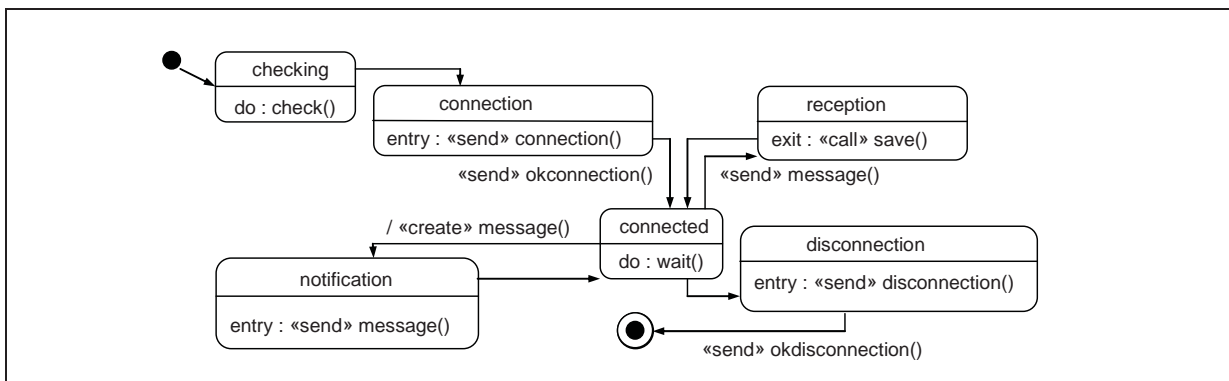 checking
do : check()
connection
entry : «send» connection()
reception
exit : «call» save()
«send» okconnection()
«send» message()
/ «create» message()
connected
do : wait()
disconnection
entry : «send» disconnection()
notification
entry : «send» message()
«send» okdisconnection()